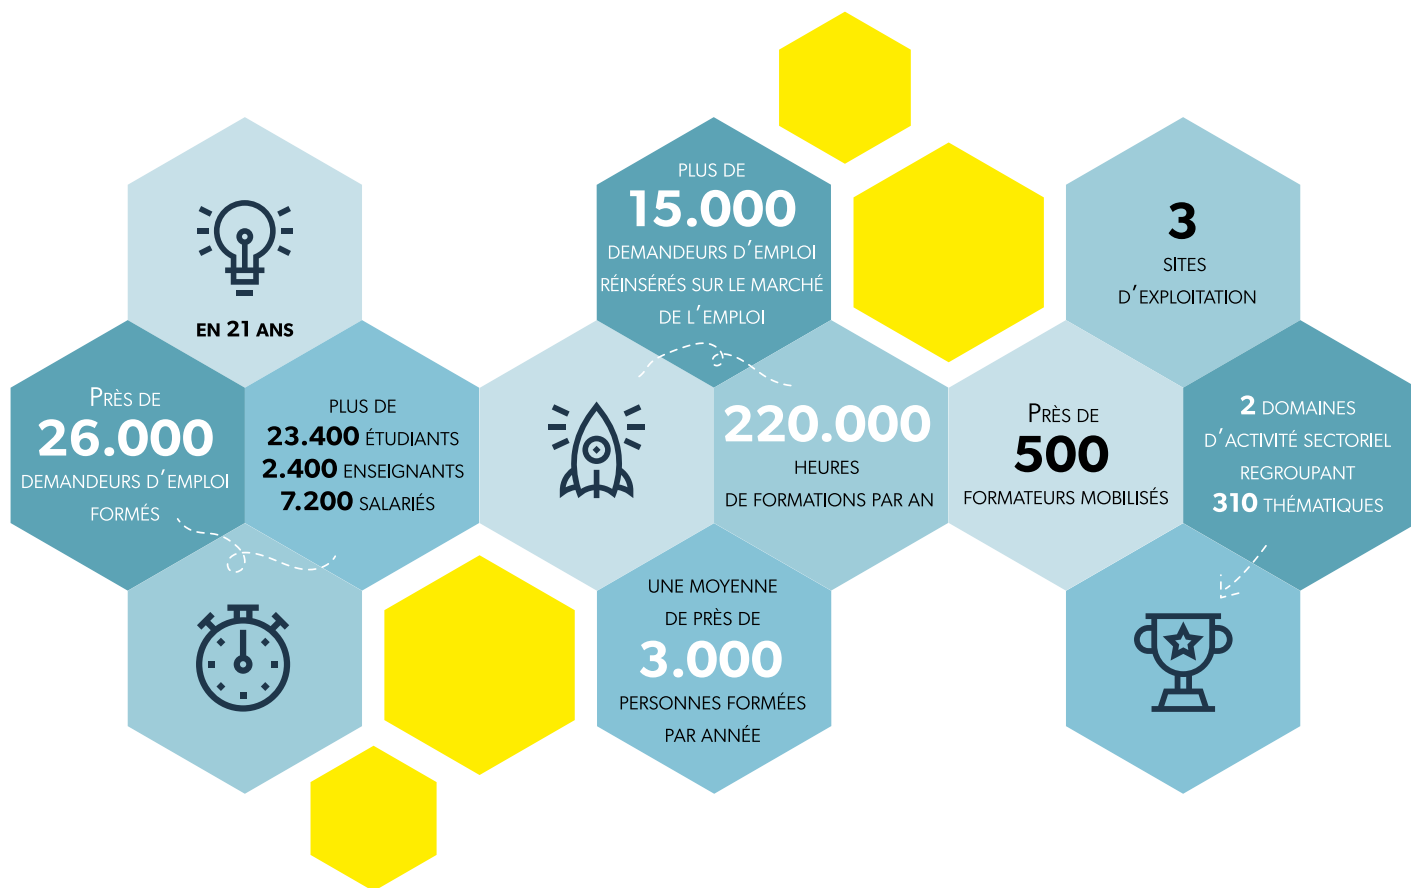 EN 21 ANS
PRÈS DE
26.000
DEMANDEURS D'EMPLOI
FORMÉS
PLUS DE
23.400 ÉTUDIANTS
2.400 ENSEIGNANTS
7.200 SALARIÉS
PLUS DE
15.000
DEMANDEURS D'EMPLOI
RÉINSÉRÉS SUR LE MARCHÉ
DE L'EMPLOI
220.000
HEURES
DE FORMATIONS PAR AN
UNE MOYENNE
DE PRÈS DE
3.000
PERSONNES FORMÉES
PAR ANNÉE
PRÈS DE
500
FORMATEURS MOBILISÉS
3
SITES
D'EXPLOITATION
2 DOMAINES
D'ACTIVITÉ SECTORIEL
REGROUPANT
310 THÉMATIQUES